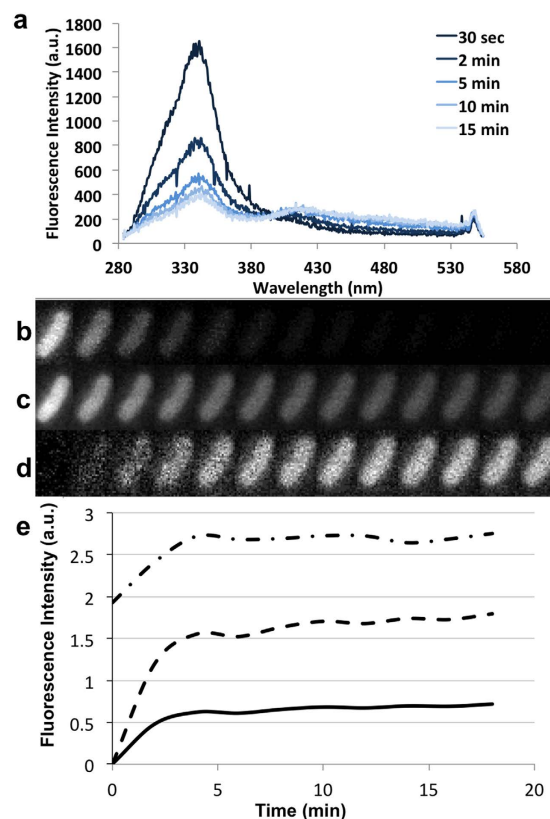 a
Fluorescence Intensity (a.u.)
1800
1600
1400
1200
1000
800
600
400
200
0
30 sec
2 min
5 min
10 min
15 min
280 330 380 430 480 530 580
Wavelength (nm)
b
c
d
e
Fluorescence Intensity (a.u.)
3
2.5
2
1.5
1
0.5
0
0 5 10 15 20
Time (min)